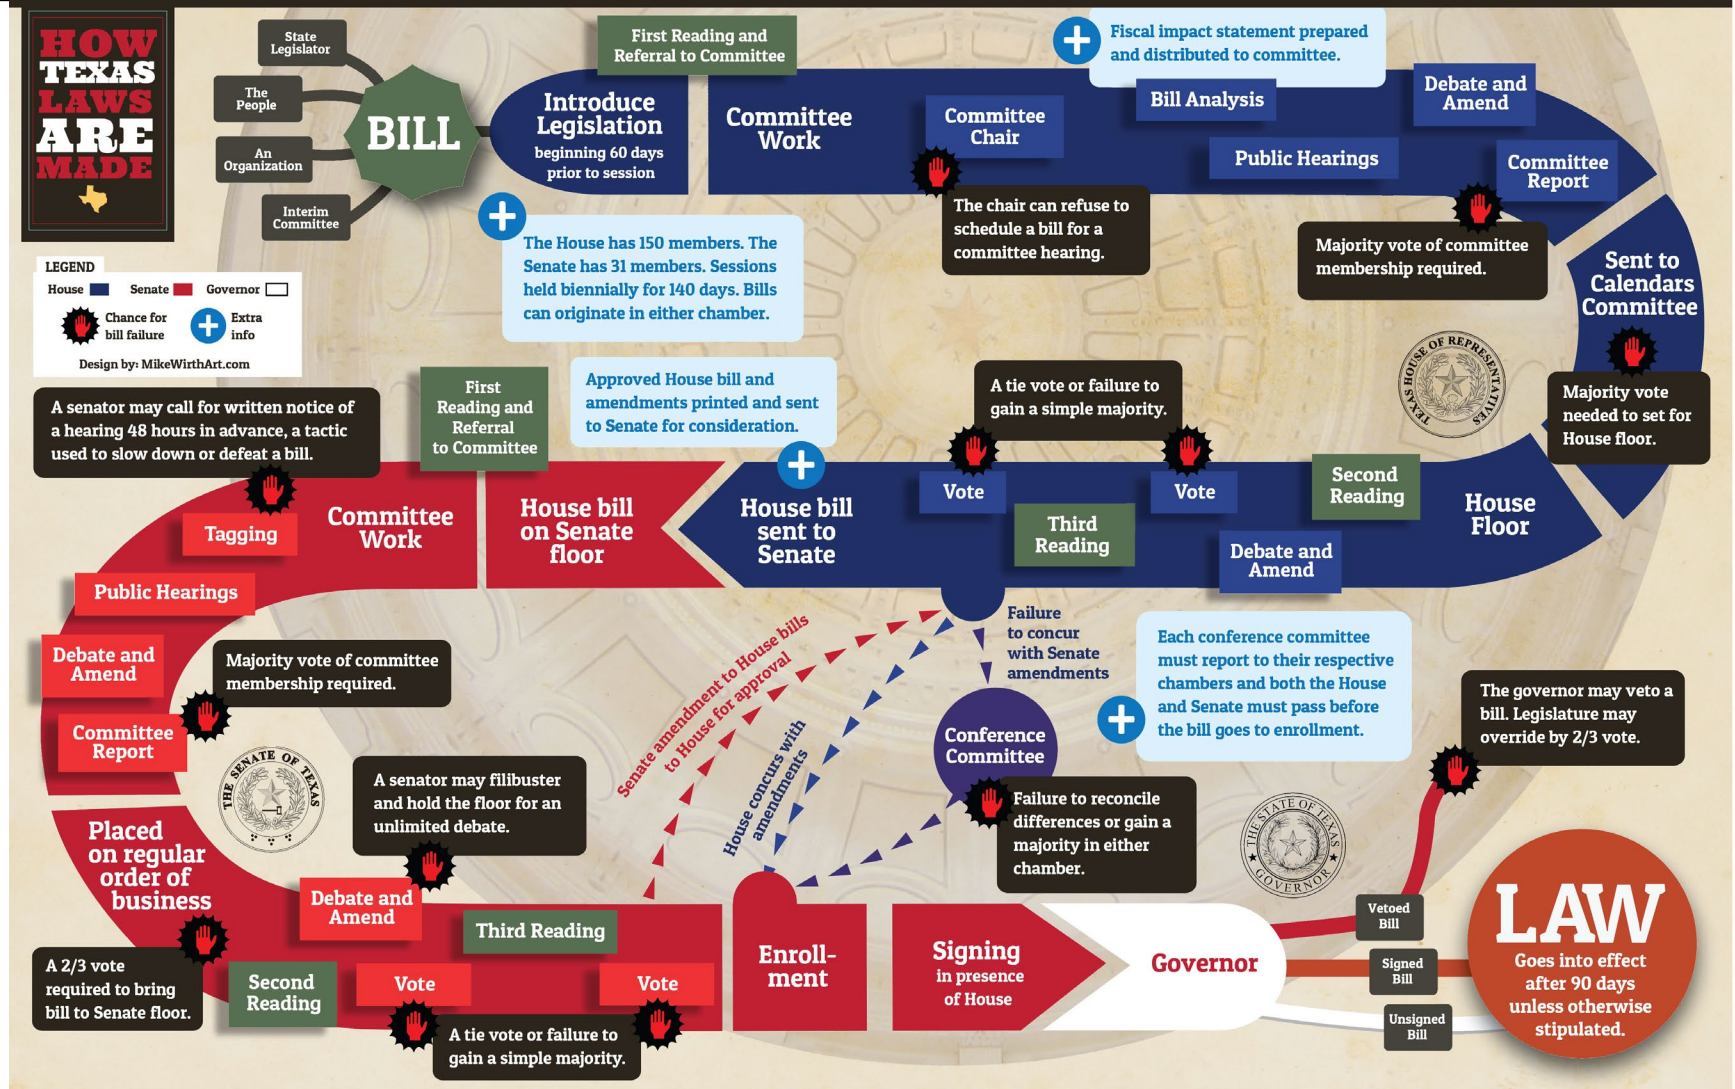 HOW
TEXAS
LAWS
ARE
MADE
State
Legislator
The
People
An
Organization
Interim
Committee
BILL
First Reading and
Referral to Committee
Introduce
Legislation
beginning 60 days
prior to session
The House has 150 members. The
Senate has 31 members. Sessions
held biennially for 140 days. Bills
can originate in either chamber.
Committee
Work
Committee
Chair
The chair can refuse to
schedule a bill for a
committee hearing.
Fiscal impact statement prepared
and distributed to committee.
Bill Analysis
Public Hearings
Debate and
Amend
Committee
Report
Majority vote of committee
membership required.
Sent to
Calendars
Committee
Majority vote
needed to set for
House floor.
TEXAS HOUSE OF REPRESENTATIVES
LEGEND
House
Senate
Governor
Chance for
bill failure
Extra
info
Design by: MikeWirthArt.com
House
Floor
Second
Reading
Debate and
Amend
Vote
Third
Reading
Vote
A tie vote or failure to
gain a simple majority.
House bill
sent to
Senate
Approved House bill and
amendments printed and sent
to Senate for consideration.
House bill
on Senate
floor
First
Reading and
Referral
to Committee
Committee
Work
A senator may call for written notice of
a hearing 48 hours in advance, a tactic
used to slow down or defeat a bill.
Tagging
Public Hearings
Debate and
Amend
Committee
Report
Majority vote of committee
membership required.
THE SENATE OF TEXAS
Placed
on regular
order of
business
A 2/3 vote
required to bring
bill to Senate floor.
Second
Reading
Debate and
Amend
A senator may filibuster
and hold the floor for an
unlimited debate.
Vote
Third Reading
Vote
A tie vote or failure to
gain a simple majority.
Senate amendment to House bills
to House for approval
House concurs with
amendments
Failure
to concur
with Senate
amendments
Conference
Committee
Each conference committee
must report to their respective
chambers and both the House
and Senate must pass before
the bill goes to enrollment.
Failure to reconcile
differences or gain a
majority in either
chamber.
Enroll-
ment
Signing
in presence
of House
Governor
THE STATE OF TEXAS
GOVERNOR
The governor may veto a
bill. Legislature may
override by 2/3 vote.
Vetoed
Bill
Signed
Bill
Unsigned
Bill
LAW
Goes into effect
after 90 days
unless otherwise
stipulated.